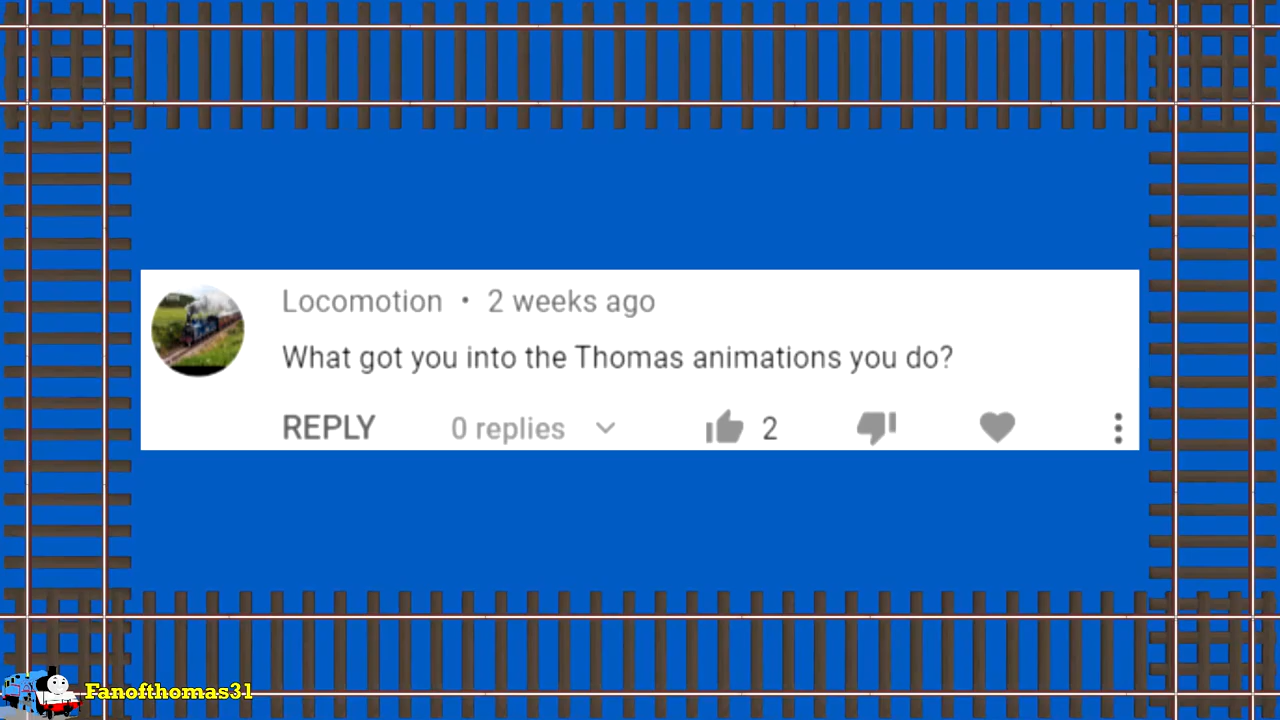 Locomotion • 2 weeks ago
What got you into the Thomas animations you do?
REPLY 0 replies 2
Fanofthomas31